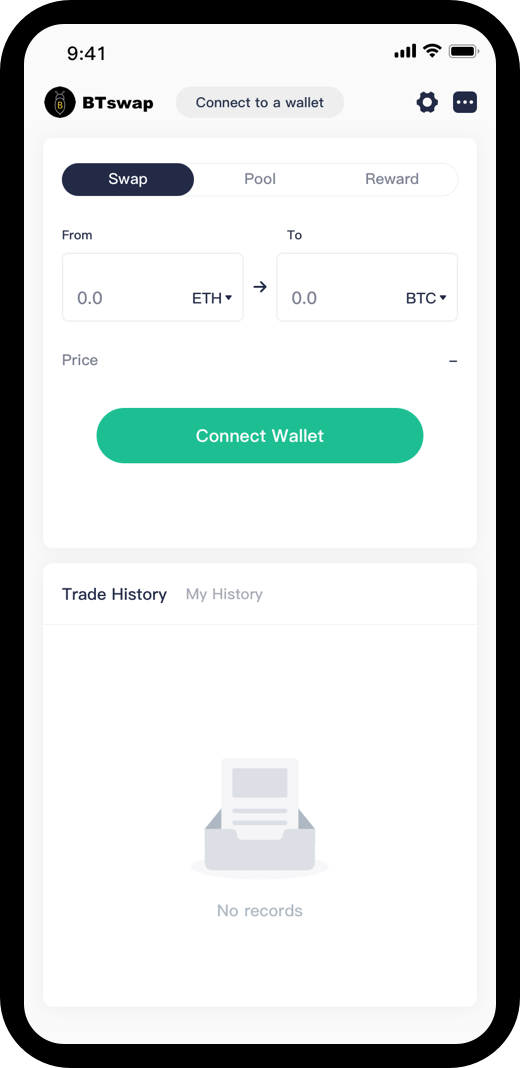 9:41
B
BTswap
Connect to a wallet
Swap Pool Reward
From To
0.0 ETH 0.0 BTC
Price –
Connect Wallet
Trade History My History
No records